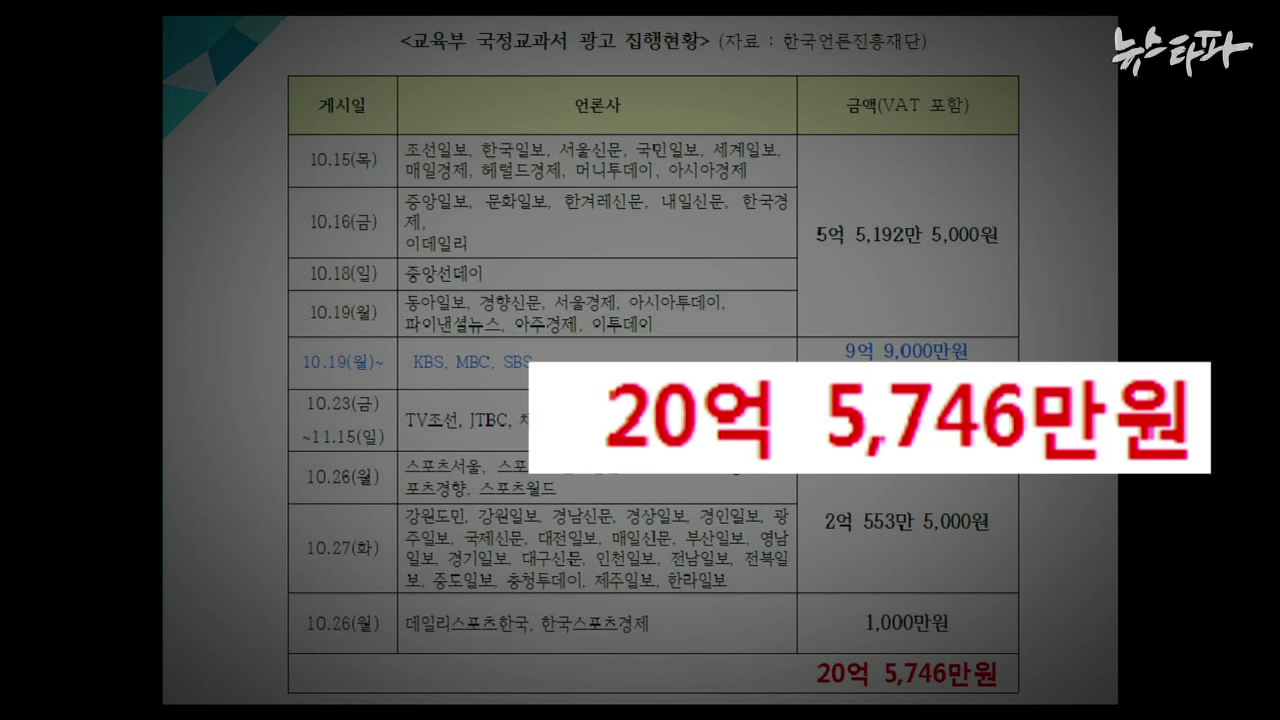 <교육부 국정교과서 광고 집행현황> (자료 : 한국언론진흥재단)
뉴스타파
게시일 언론사 금액(VAT 포함)
10.15(목) 조선일보, 한국일보, 서울신문, 국민일보, 세계일보,
매일경제, 헤럴드경제, 머니투데이, 아시아경제
10.16(금) 중앙일보, 문화일보, 한겨레신문, 내일신문, 한국경
제,
이데일리
5억 5,192만 5,000원
10.18(일) 중앙선데이
10.19(월) 동아일보, 경향신문, 서울경제, 아시아투데이,
파이낸셜뉴스, 아주경제, 이투데이
10.19(월)~ KBS, MBC, SBS
9억 9,000만원
10.23(금)
~11.15(일)
TV조선, JTBC,
20억 5,746만원
10.26(월) 스포츠서울,
포츠경향, 스포츠월드
10.27(화) 강원도민, 강원일보, 경남신문, 경상일보, 경인일보, 광
주일보, 국제신문, 대전일보, 매일신문, 부산일보, 영남
일보, 경기일보, 대구신문, 인천일보, 전남일보, 전북일
보, 중도일보, 충청투데이, 제주일보, 한라일보
2억 553만 5,000원
10.26(월) 데일리스포츠한국, 한국스포츠경제 1,000만원
20억 5,746만원